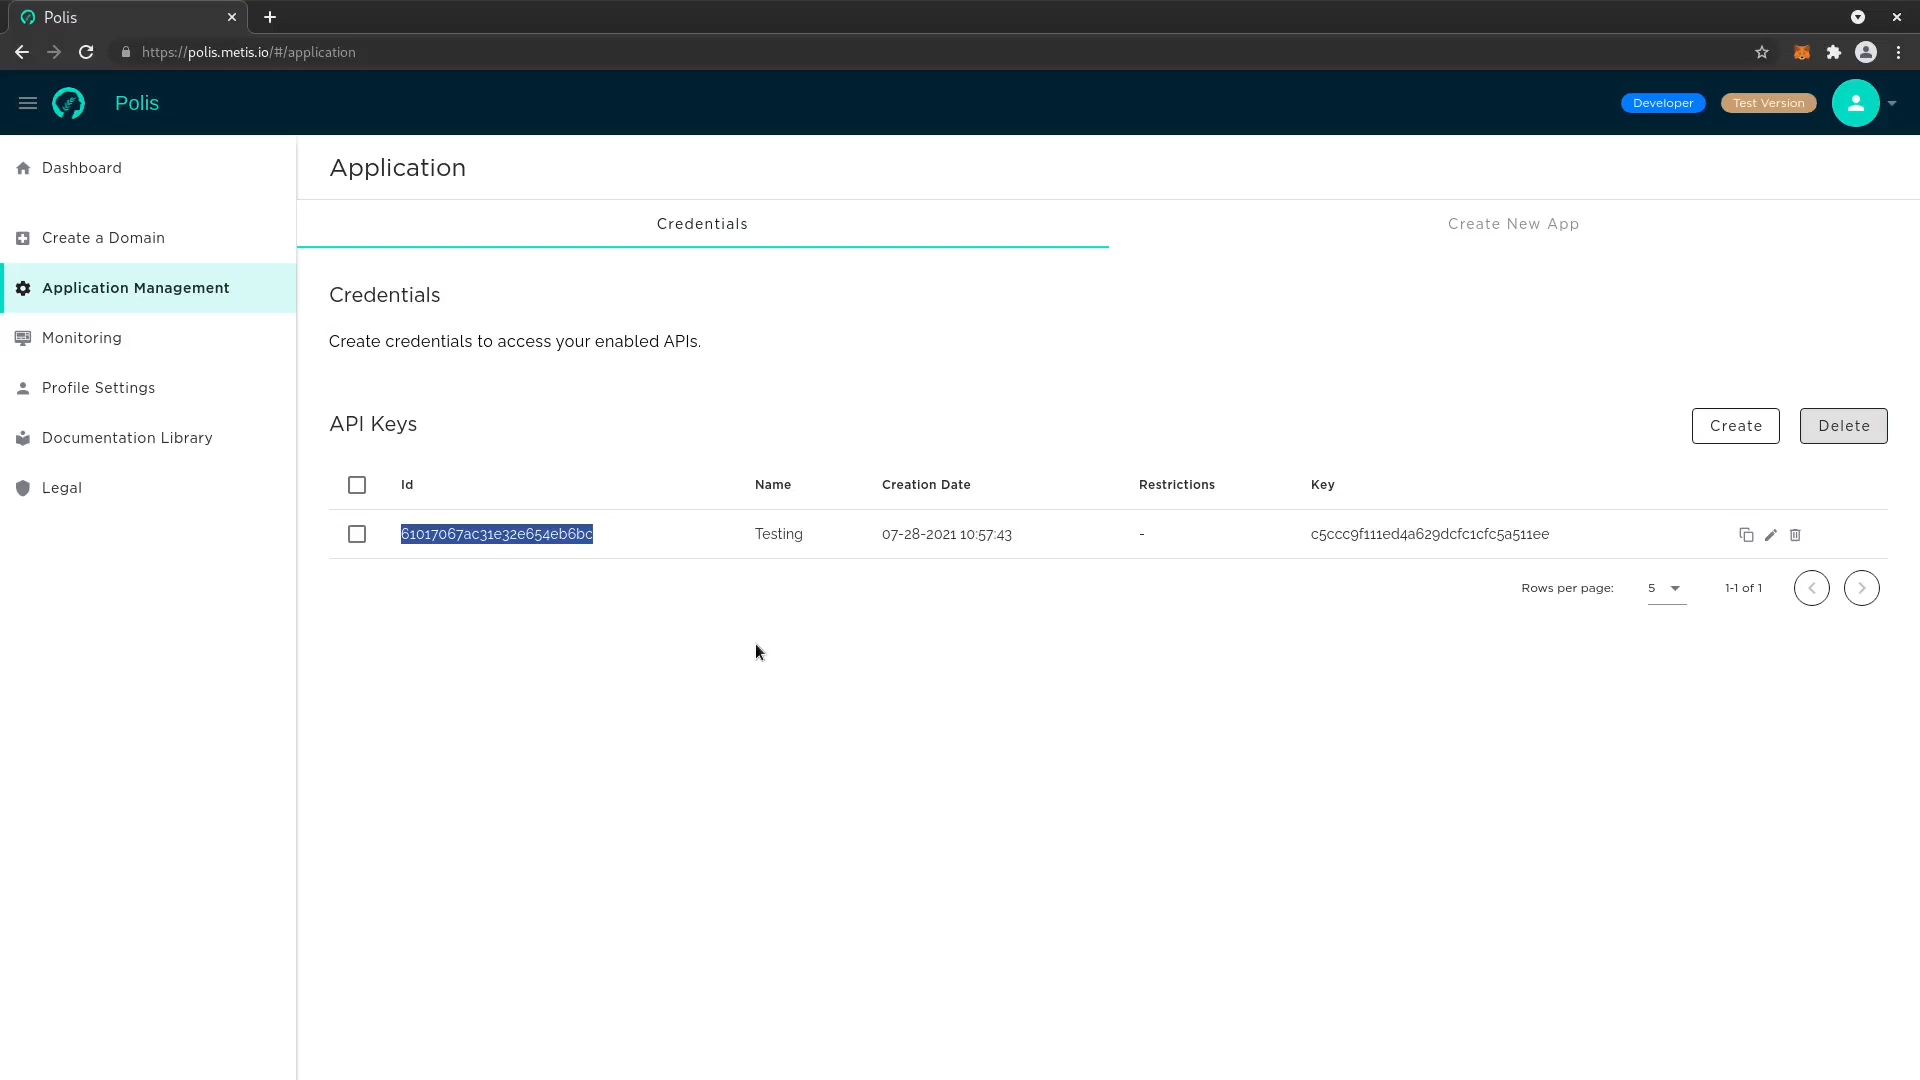 Polis
https://polis.metis.io/#/application
Polis
Developer
Test Version
Dashboard
Create a Domain
Application Management
Monitoring
Profile Settings
Documentation Library
Legal
Application
Credentials
Create New App
Credentials
Create credentials to access your enabled APIs.
API Keys
Create
Delete
Id Name Creation Date Restrictions Key
61017067ac31e32e654eb6bc Testing 07-28-2021 10:57:43 - c5ccc9f111ed4a629dcfc1cfc5a511ee
Rows per page: 5 1-1 of 1